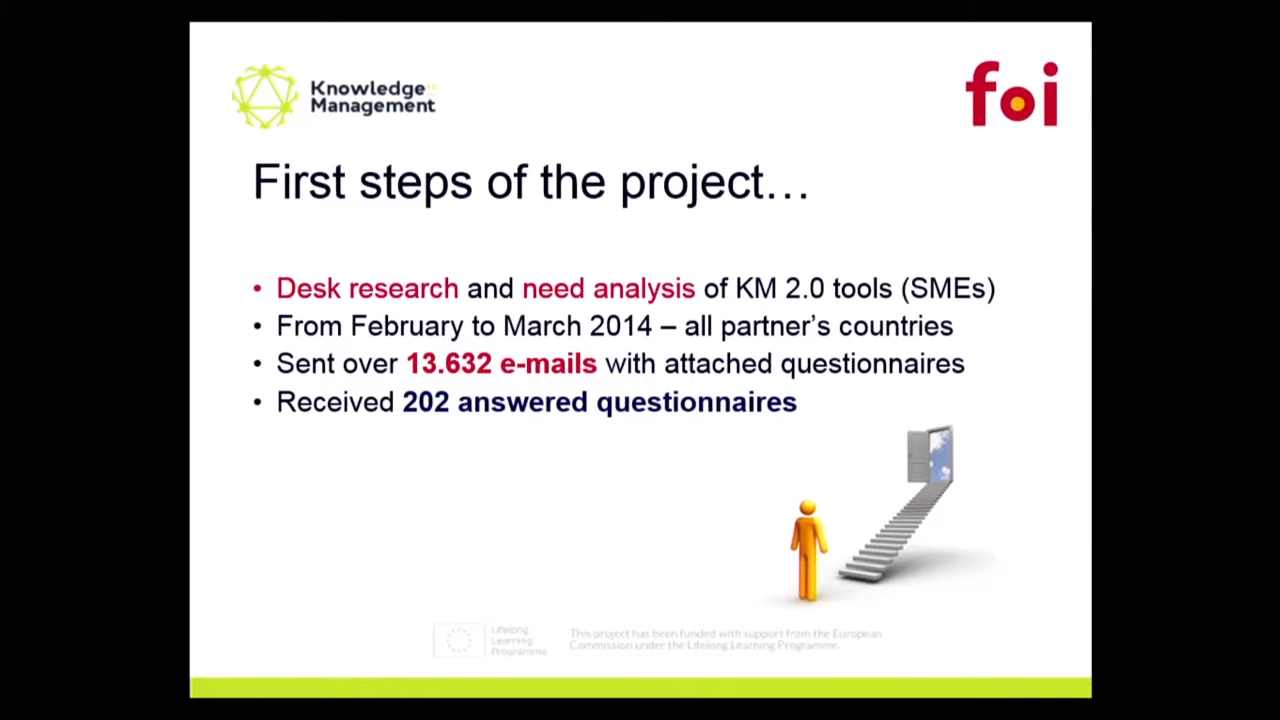 Knowledge
Management
foi
First steps of the project…
• Desk research and need analysis of KM 2.0 tools (SMEs)
• From February to March 2014 – all partner’s countries
• Sent over 13.632 e-mails with attached questionnaires
• Received 202 answered questionnaires
Lifelong
Learning
Programme
This project has been funded with support from the European
Commission under the Lifelong Learning Programme.